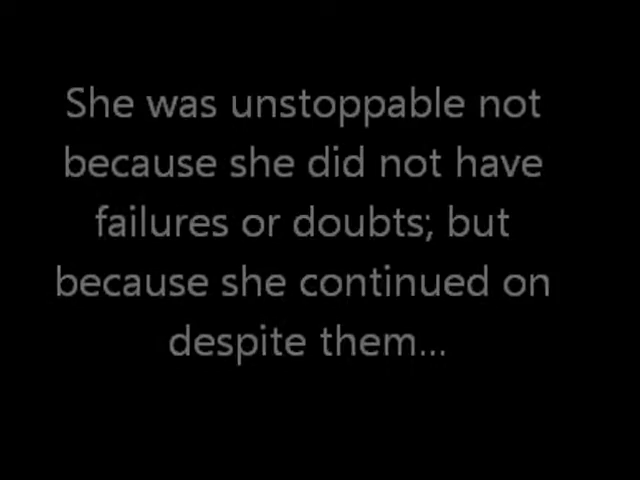 She was unstoppable not
because she did not have
failures or doubts; but
because she continued on
despite them...